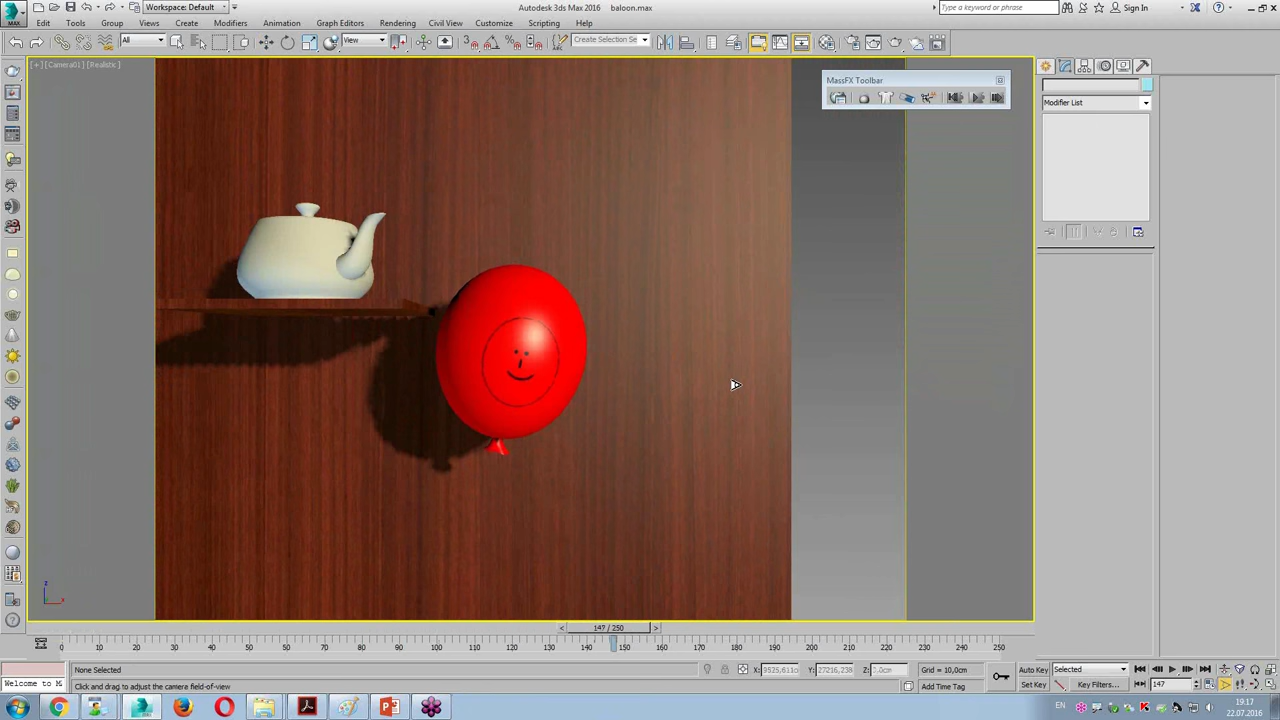 MAX
Workspace: Default
Autodesk 3ds Max 2016 baloon.max
Type a keyword or phrase
Sign In
Edit Tools Group Views Create Modifiers Animation Graph Editors Rendering Civil View Customize Scripting Help
All
View
Create Selection Se
[+] [Camera01] [Realistic]
MassFX Toolbar
Modifier List
z
x
< 147 / 250 >
0 10 20 30 40 50 60 70 80 90 100 110 120 130 140 150 160 170 180 190 200 210 220 230 240 250
None Selected
X: Y: 27216,238 Z: 0,0cm
Grid = 10,0cm
Auto Key
Selected
Welcome to M
Click and drag to adjust the camera field-of-view
Add Time Tag
Set Key
Key Filters...
147
EN
19.17
22.07.2016